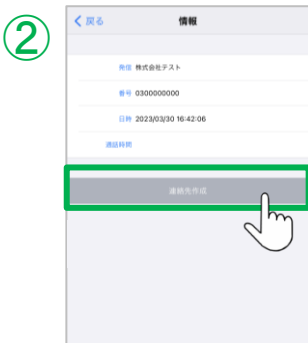 ②
戻る
情報
発信 株式会社テスト
番号 0300000000
日時 2023/03/30 16:42:06
通話時間
連絡先作成